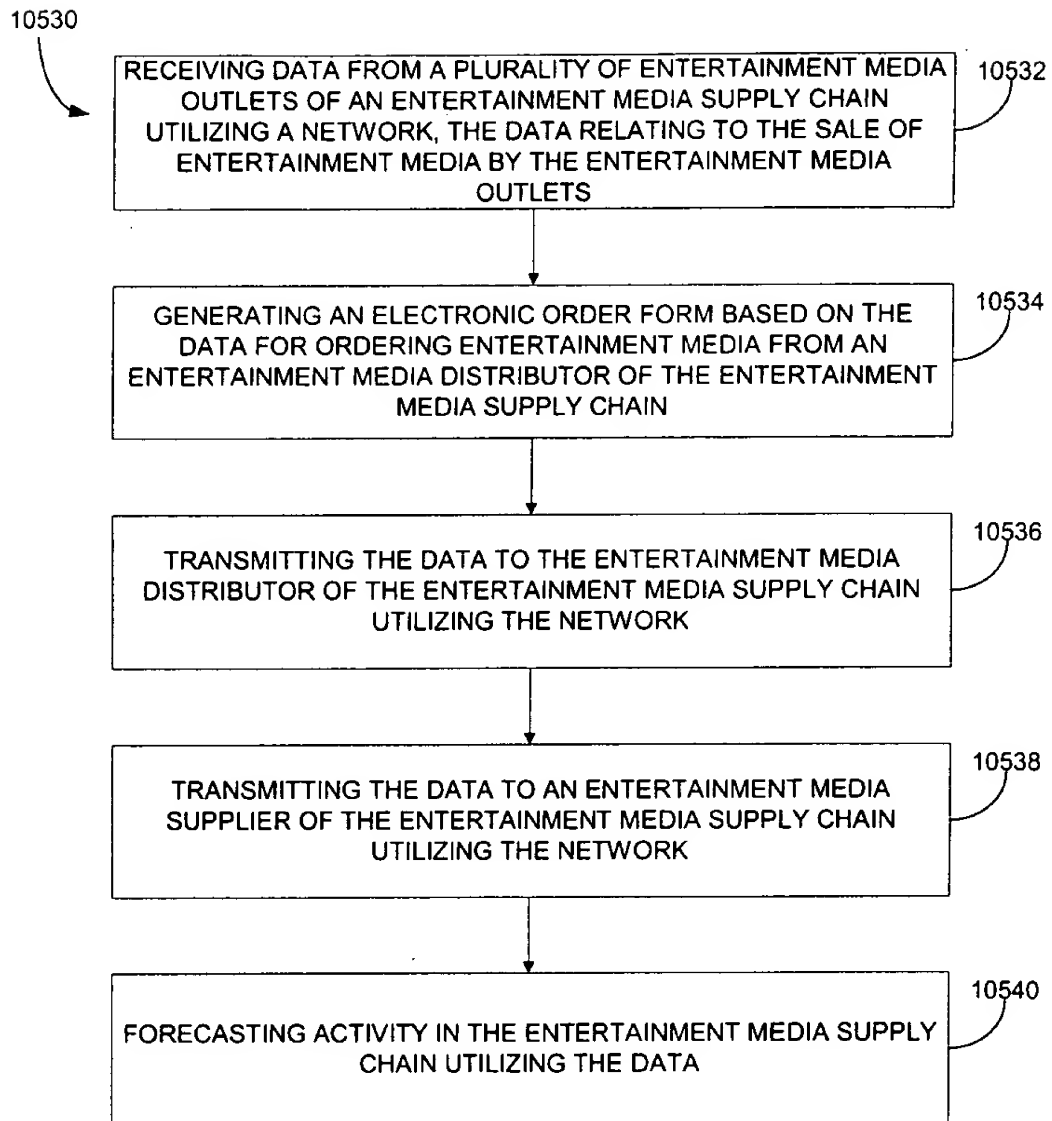 10530
RECEIVING DATA FROM A PLURALITY OF ENTERTAINMENT MEDIA
OUTLETS OF AN ENTERTAINMENT MEDIA SUPPLY CHAIN
UTILIZING A NETWORK, THE DATA RELATING TO THE SALE OF
ENTERTAINMENT MEDIA BY THE ENTERTAINMENT MEDIA
OUTLETS
10532
GENERATING AN ELECTRONIC ORDER FORM BASED ON THE
DATA FOR ORDERING ENTERTAINMENT MEDIA FROM AN
ENTERTAINMENT MEDIA DISTRIBUTOR OF THE ENTERTAINMENT
MEDIA SUPPLY CHAIN
10534
TRANSMITTING THE DATA TO THE ENTERTAINMENT MEDIA
DISTRIBUTOR OF THE ENTERTAINMENT MEDIA SUPPLY CHAIN
UTILIZING THE NETWORK
10536
TRANSMITTING THE DATA TO AN ENTERTAINMENT MEDIA
SUPPLIER OF THE ENTERTAINMENT MEDIA SUPPLY CHAIN
UTILIZING THE NETWORK
10538
FORECASTING ACTIVITY IN THE ENTERTAINMENT MEDIA SUPPLY
CHAIN UTILIZING THE DATA
10540